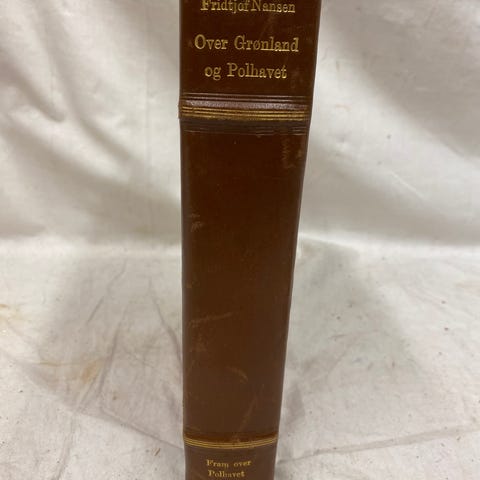 Fridtjof Nansen
Over Grønland
og Polhavet
Fram over
Polhavet